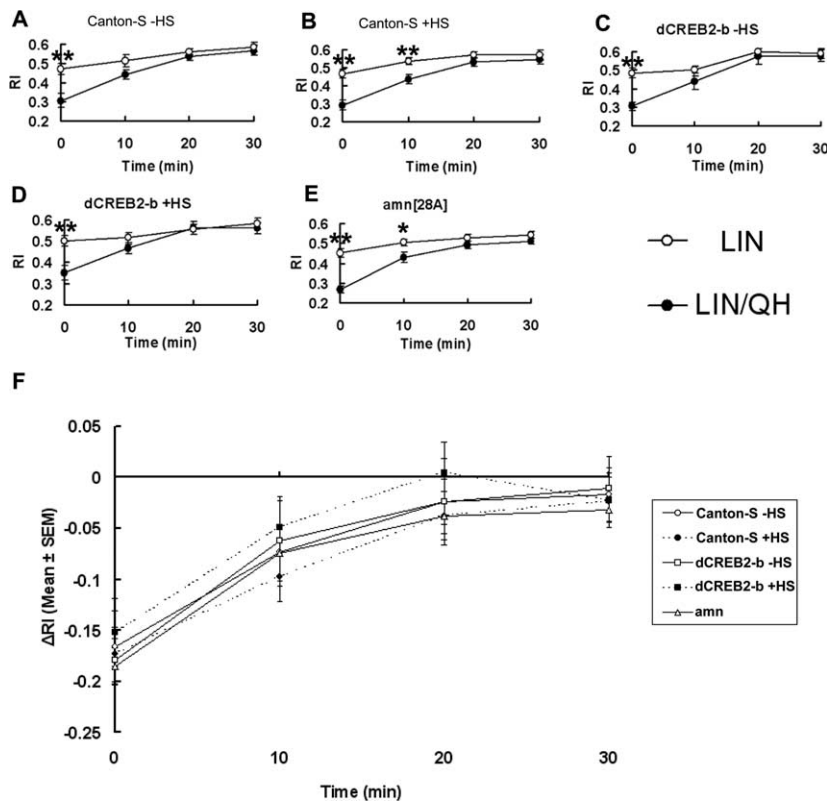 A
Canton-S -HS
0.6
0.5
0.4
0.3
0.2
RI
**
0 10 20 30
Time (min)
B
Canton-S +HS
0.6
0.5
0.4
0.3
0.2
RI
**
**
0 10 20 30
Time (min)
C
dCREB2-b -HS
0.6
0.5
0.4
0.3
0.2
RI
**
0 10 20 30
Time (min)
D
dCREB2-b +HS
0.6
0.5
0.4
0.3
0.2
RI
**
0 10 20 30
Time (min)
E
amn[28A]
0.6
0.5
0.4
0.3
0.2
RI
**
*
0 10 20 30
Time (min)
LIN
LIN/QH
F
0.05
0
-0.05
-0.1
-0.15
-0.2
-0.25
ΔRI (Mean ± SEM)
0 10 20 30
Time (min)
Canton-S -HS
Canton-S +HS
dCREB2-b -HS
dCREB2-b +HS
amn